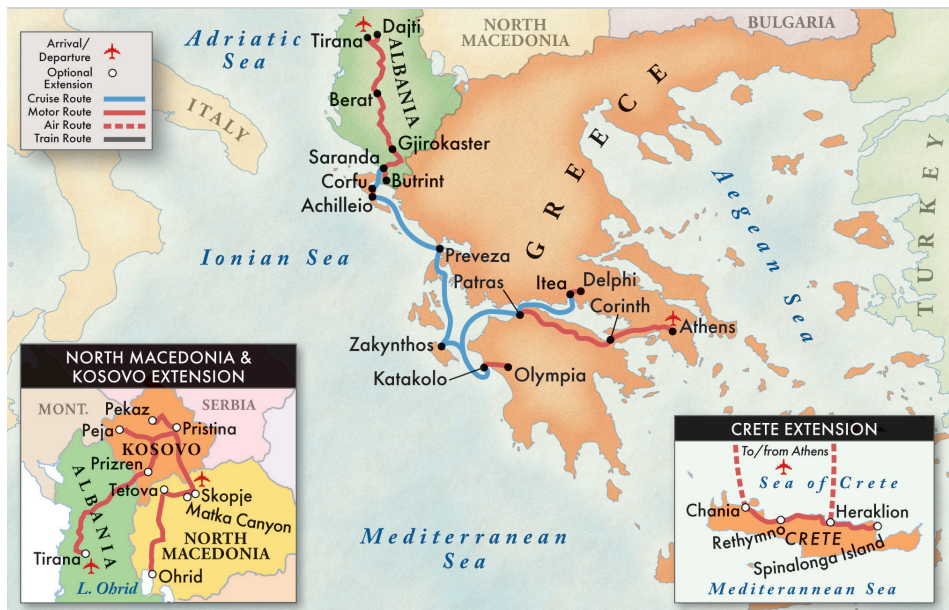 Arrival/
Departure
Optional
Extension
Cruise Route
Motor Route
Air Route
Train Route
Adriatic
Sea
ITALY
NORTH
MACEDONIA
BULGARIA
Dajti
Tirana
ALBANIA
Berat
Gjirokaster
Saranda
Butrint
Corfu
Achilleio
GREECE
TURKEY
Aegean Sea
Ionian Sea
Preveza
Patras
Itea
Delphi
Corinth
Athens
Zakynthos
Katakolo
Olympia
Mediterranean
Sea
NORTH MACEDONIA &
KOSOVO EXTENSION
MONT.
SERBIA
Pekaz
Peja
Pristina
KOSOVO
Prizren
ALBANIA
Tetova
Skopje
Matka Canyon
NORTH
MACEDONIA
Tirana
Ohrid
L. Ohrid
CRETE EXTENSION
To/from Athens
Sea of Crete
Chania
Heraklion
Rethymno
CRETE
Spinalonga Island
Mediterannean Sea